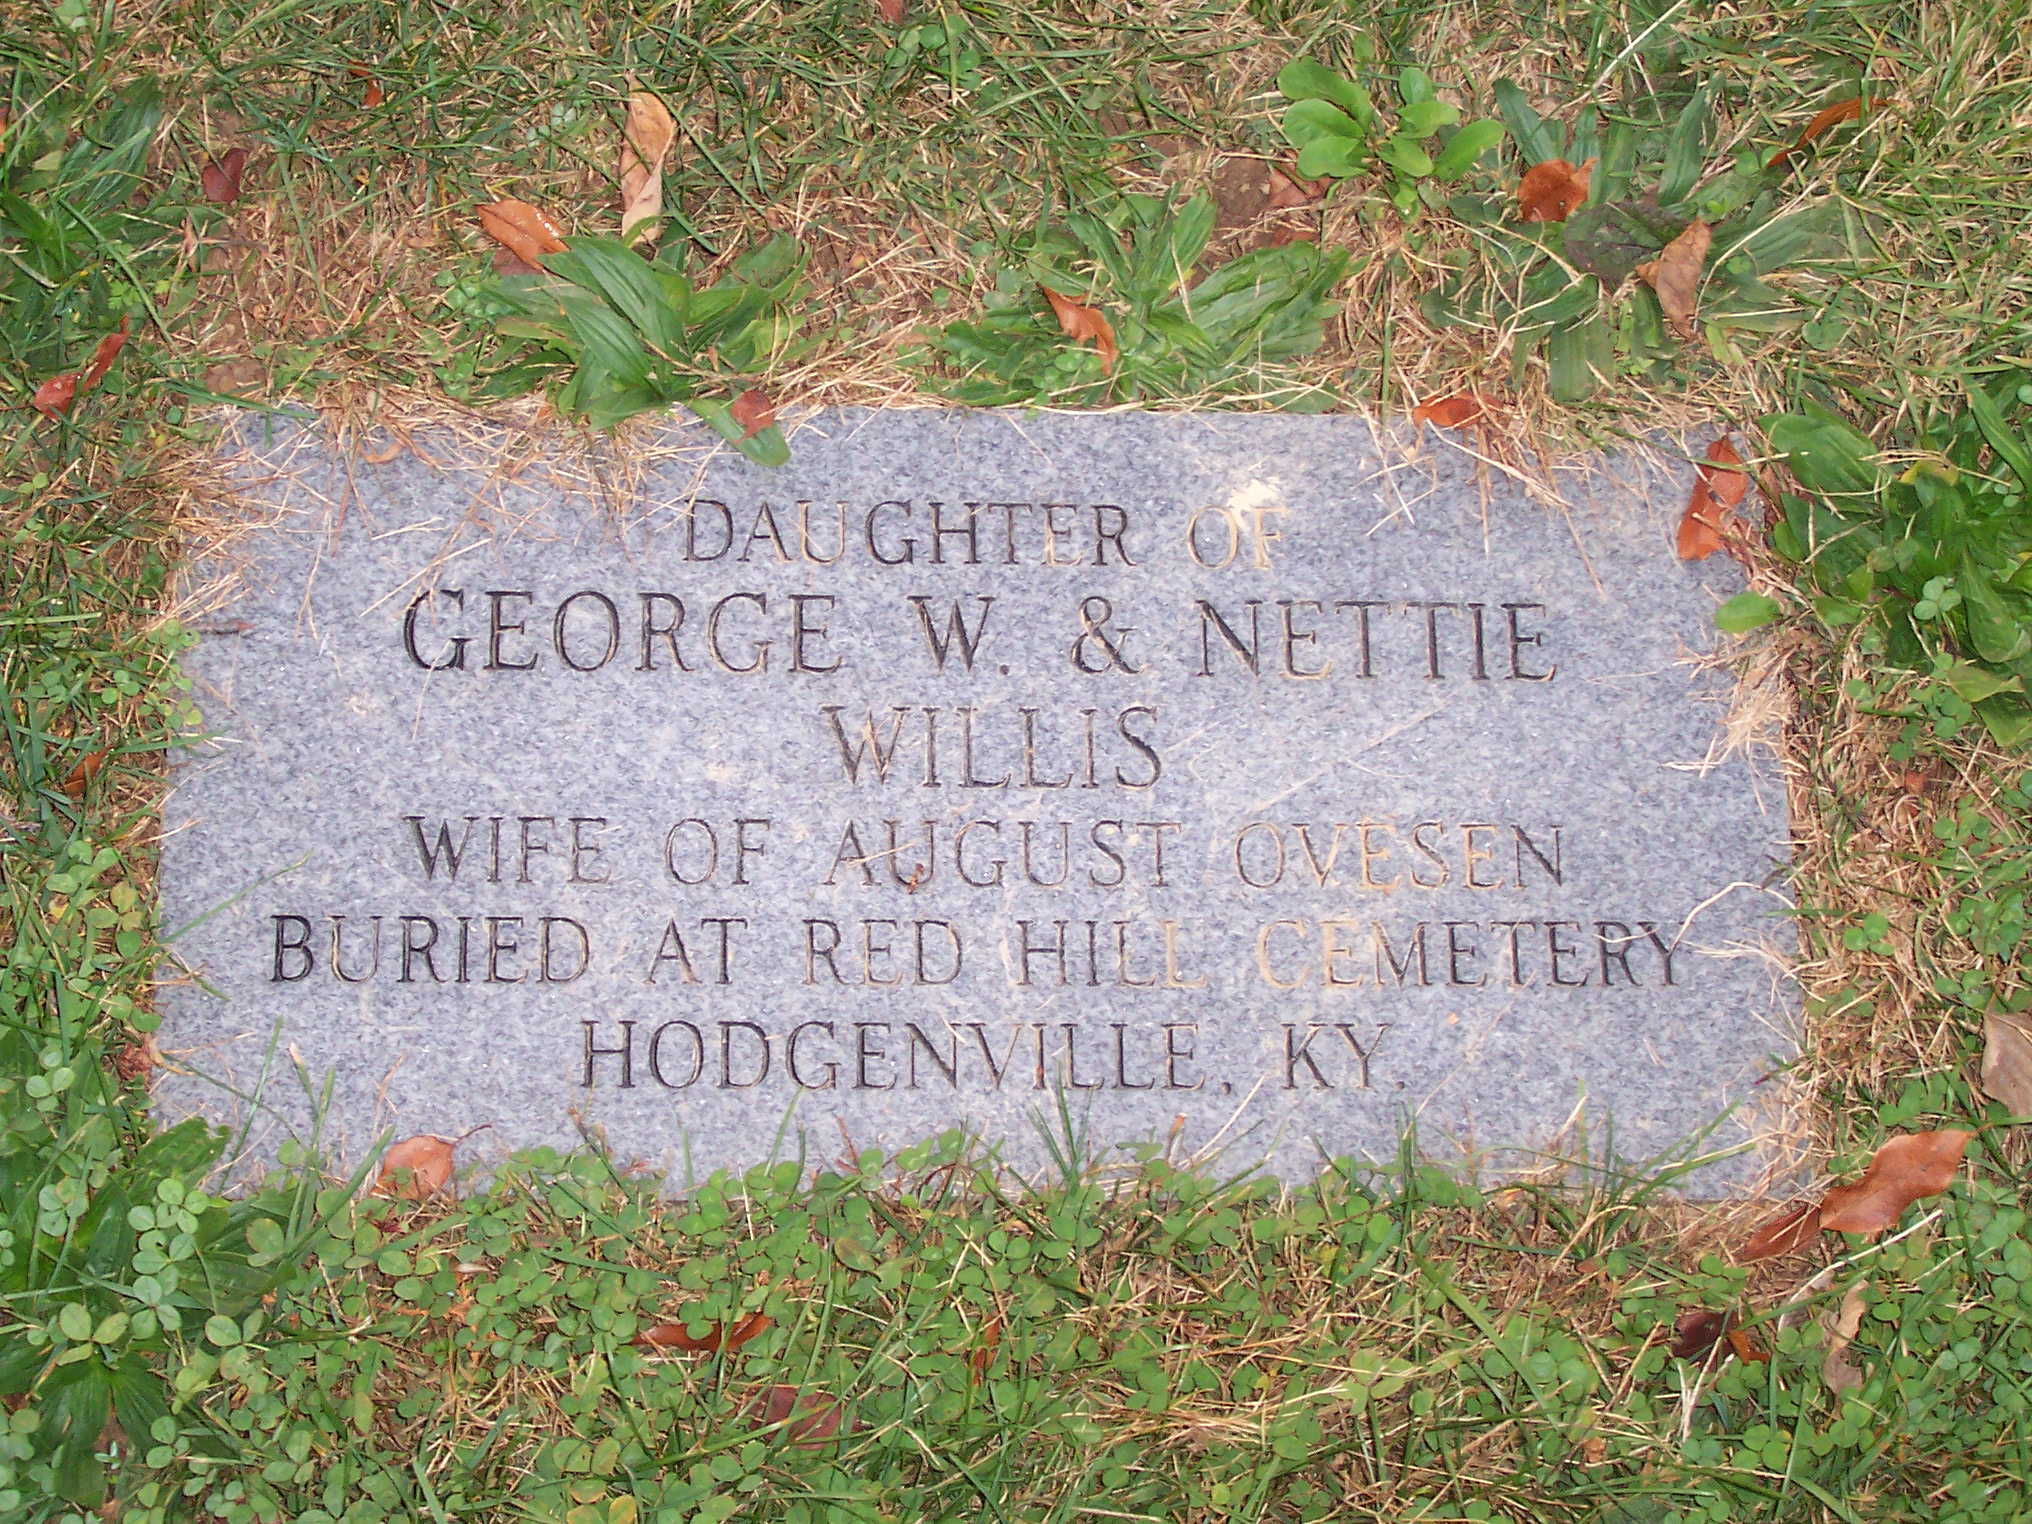 DAUGHTER OF
GEORGE W. & NETTIE
WILLIS
WIFE OF AUGUST OVESEN
BURIED AT RED HILL CEMETERY
HODGENVILLE, KY.